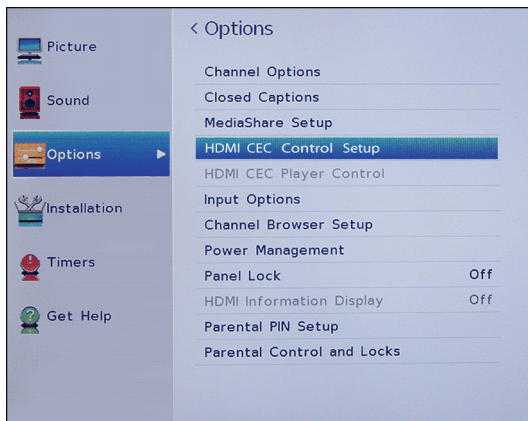 Picture
Sound
Options
Installation
Timers
Get Help
< Options
Channel Options
Closed Captions
MediaShare Setup
HDMI CEC Control Setup
HDMI CEC Player Control
Input Options
Channel Browser Setup
Power Management
Panel Lock Off
HDMI Information Display Off
Parental PIN Setup
Parental Control and Locks